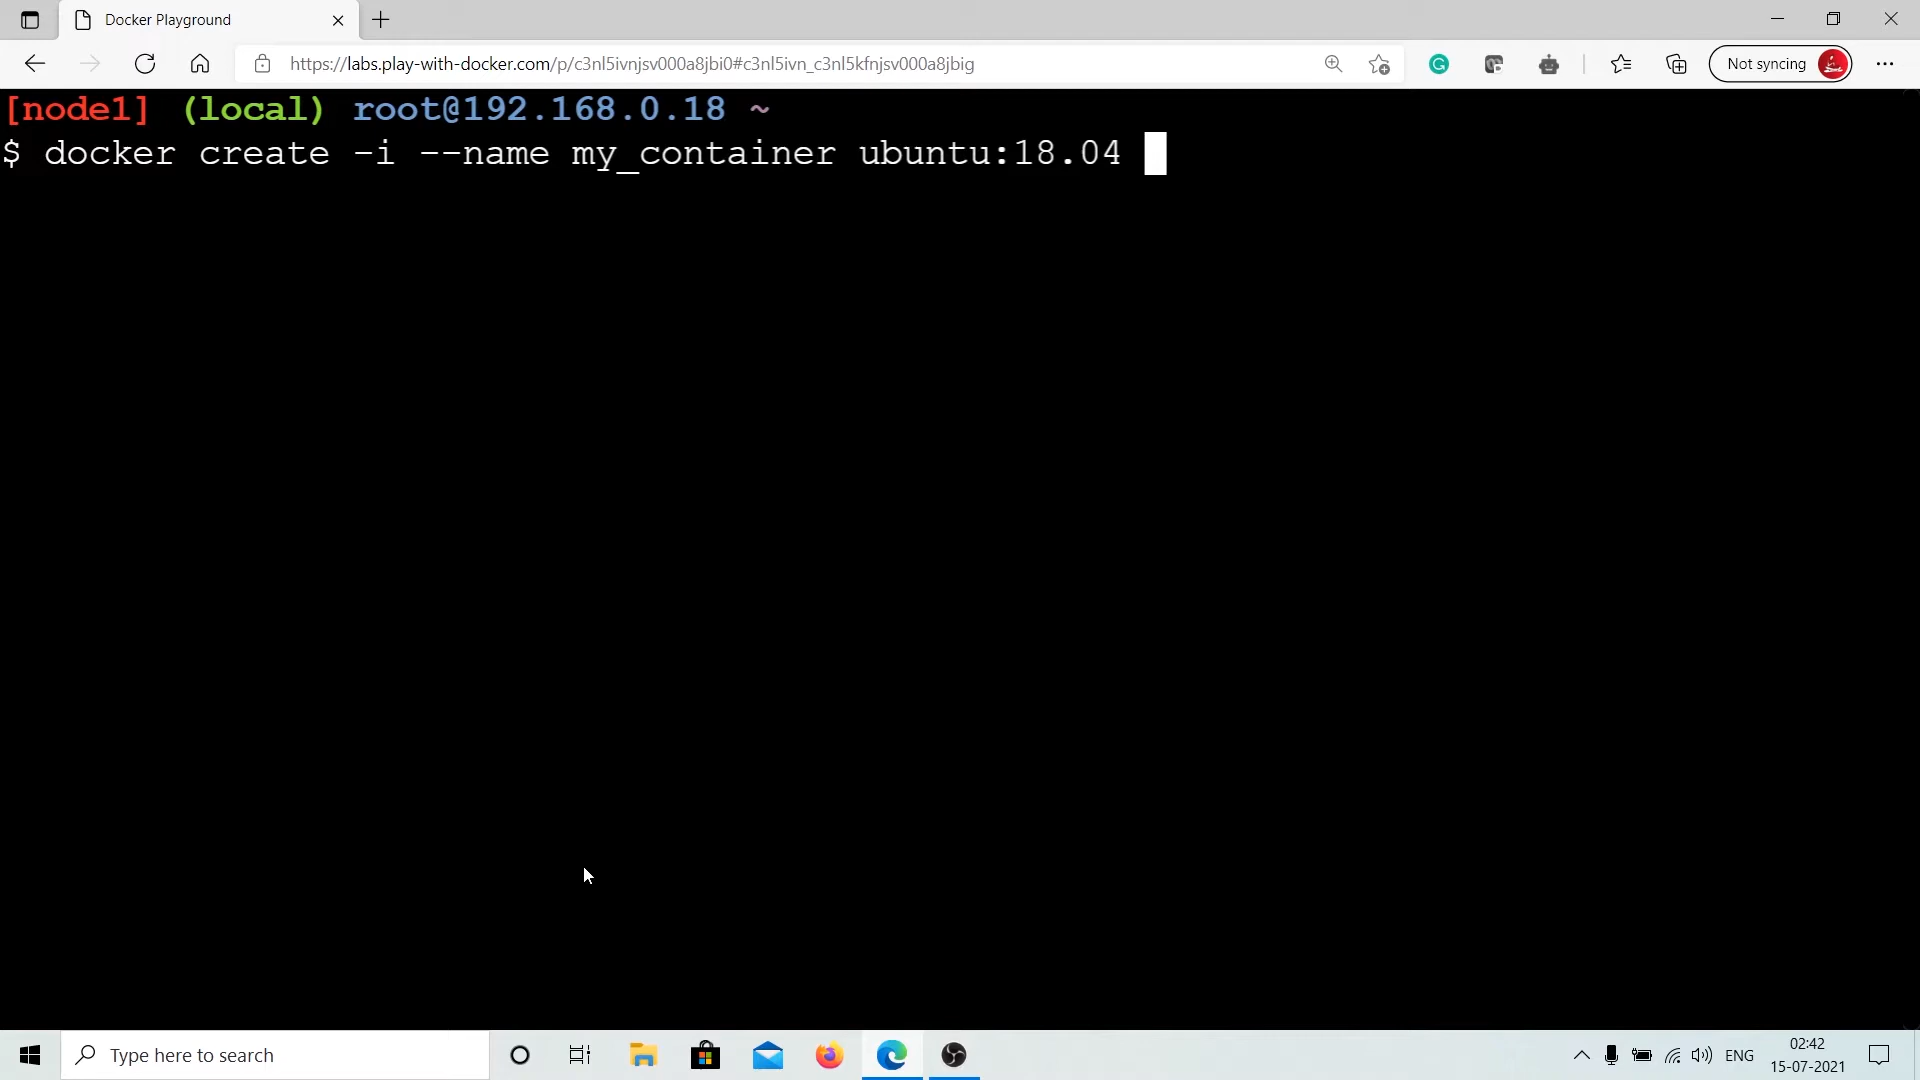 Docker Playground
https://labs.play-with-docker.com/p/c3nl5ivnjsv000a8jbi0#c3nl5ivn_c3nl5kfnjsv000a8jbig
Not syncing
[node1] (local) root@192.168.0.18 ~
$ docker create -i --name my_container ubuntu:18.04
Type here to search
ENG
02:42
15-07-2021